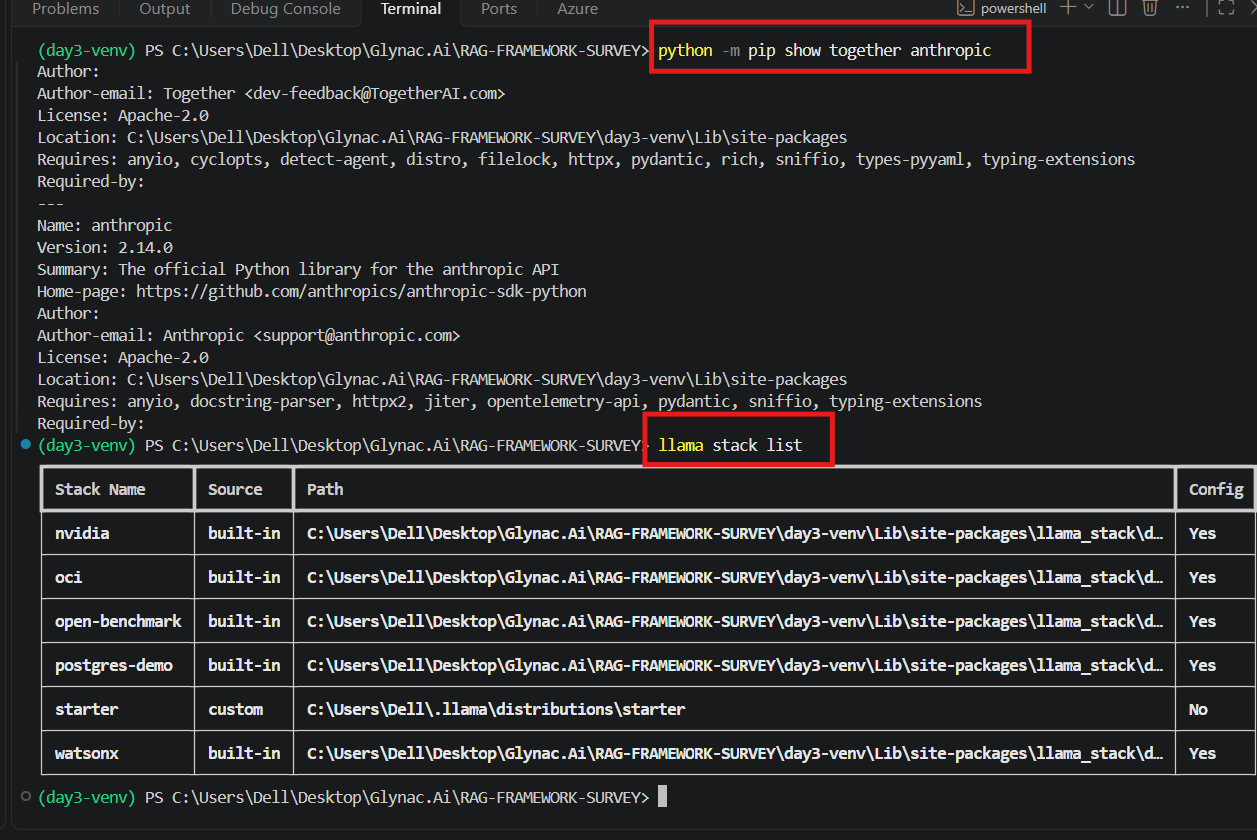 Problems Output Debug Console Terminal Ports Azure powershell
(day3-venv) PS C:\Users\Dell\Desktop\Glynac.Ai\RAG-FRAMEWORK-SURVEY> python -m pip show together anthropic
Author:
Author-email: Together <dev-feedback@TogetherAI.com>
License: Apache-2.0
Location: C:\Users\Dell\Desktop\Glynac.Ai\RAG-FRAMEWORK-SURVEY\day3-venv\Lib\site-packages
Requires: anyio, cyclopts, detect-agent, distro, filelock, httpx, pydantic, rich, sniffio, types-pyyaml, typing-extensions
Required-by:
---
Name: anthropic
Version: 2.14.0
Summary: The official Python library for the anthropic API
Home-page: https://github.com/anthropics/anthropic-sdk-python
Author:
Author-email: Anthropic <support@anthropic.com>
License: Apache-2.0
Location: C:\Users\Dell\Desktop\Glynac.Ai\RAG-FRAMEWORK-SURVEY\day3-venv\Lib\site-packages
Requires: anyio, docstring-parser, httpx2, jiter, opentelemetry-api, pydantic, sniffio, typing-extensions
Required-by:
(day3-venv) PS C:\Users\Dell\Desktop\Glynac.Ai\RAG-FRAMEWORK-SURVEY> llama stack list
Stack Name Source Path Config
nvidia built-in C:\Users\Dell\Desktop\Glynac.Ai\RAG-FRAMEWORK-SURVEY\day3-venv\Lib\site-packages\llama_stack\d… Yes
oci built-in C:\Users\Dell\Desktop\Glynac.Ai\RAG-FRAMEWORK-SURVEY\day3-venv\Lib\site-packages\llama_stack\d… Yes
open-benchmark built-in C:\Users\Dell\Desktop\Glynac.Ai\RAG-FRAMEWORK-SURVEY\day3-venv\Lib\site-packages\llama_stack\d… Yes
postgres-demo built-in C:\Users\Dell\Desktop\Glynac.Ai\RAG-FRAMEWORK-SURVEY\day3-venv\Lib\site-packages\llama_stack\d… Yes
starter custom C:\Users\Dell\.llama\distributions\starter No
watsonx built-in C:\Users\Dell\Desktop\Glynac.Ai\RAG-FRAMEWORK-SURVEY\day3-venv\Lib\site-packages\llama_stack\d… Yes
(day3-venv) PS C:\Users\Dell\Desktop\Glynac.Ai\RAG-FRAMEWORK-SURVEY>